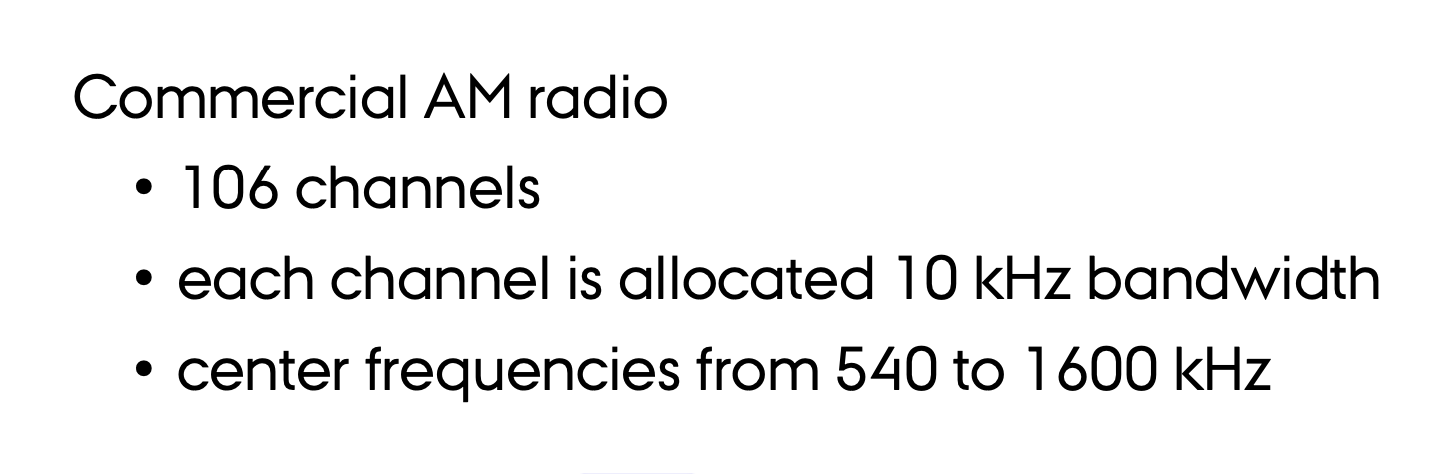 Commercial AM radio
• 106 channels
• each channel is allocated 10 kHz bandwidth
• center frequencies from 540 to 1600 kHz